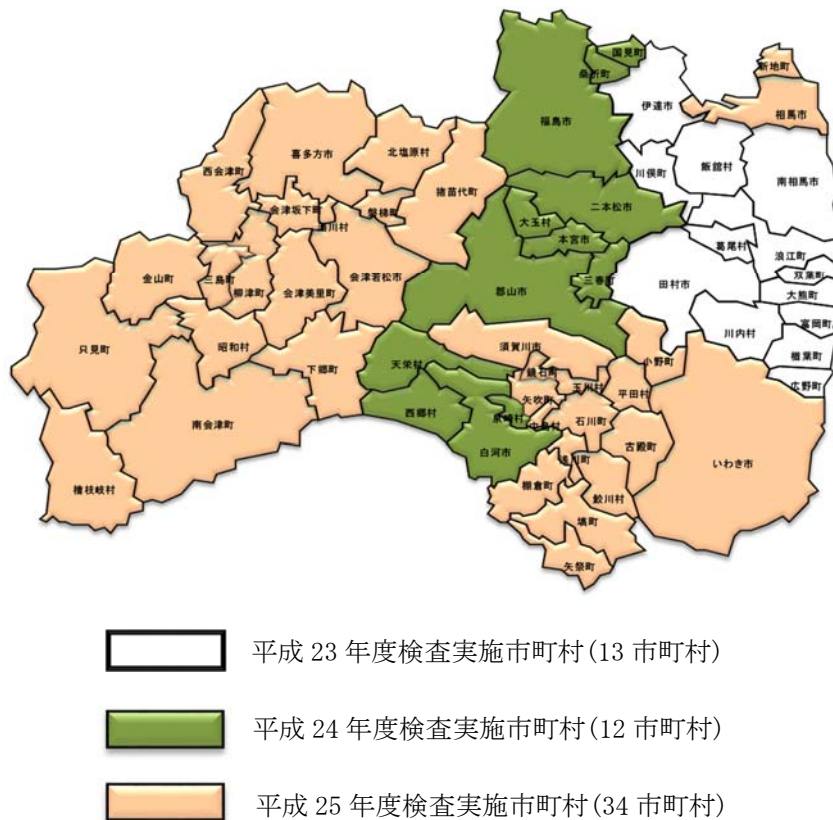 国見町
桑折町
新地町
伊達市
相馬市
福島市
喜多方市
北塩原村
西会津町
川俣町
飯舘村
南相馬市
猪苗代町
二本松市
会津坂下町
磐梯町
湯川村
大玉村
本宮市
葛尾村
浪江町
双葉町
金山町
三島町
柳津町
会津美里町
会津若松市
郡山市
三春町
田村市
大熊町
富岡町
川内村
只見町
昭和村
下郷町
須賀川市
小野町
楢葉町
天栄村
鏡石町
玉川村
平田村
広野町
矢吹町
西郷村
泉崎村
中島村
石川町
南会津町
白河市
古殿町
いわき市
浅川町
檜枝岐村
棚倉町
鮫川村
塙町
矢祭町
平成 23 年度検査実施市町村(13 市町村)
平成 24 年度検査実施市町村(12 市町村)
平成 25 年度検査実施市町村(34 市町村)